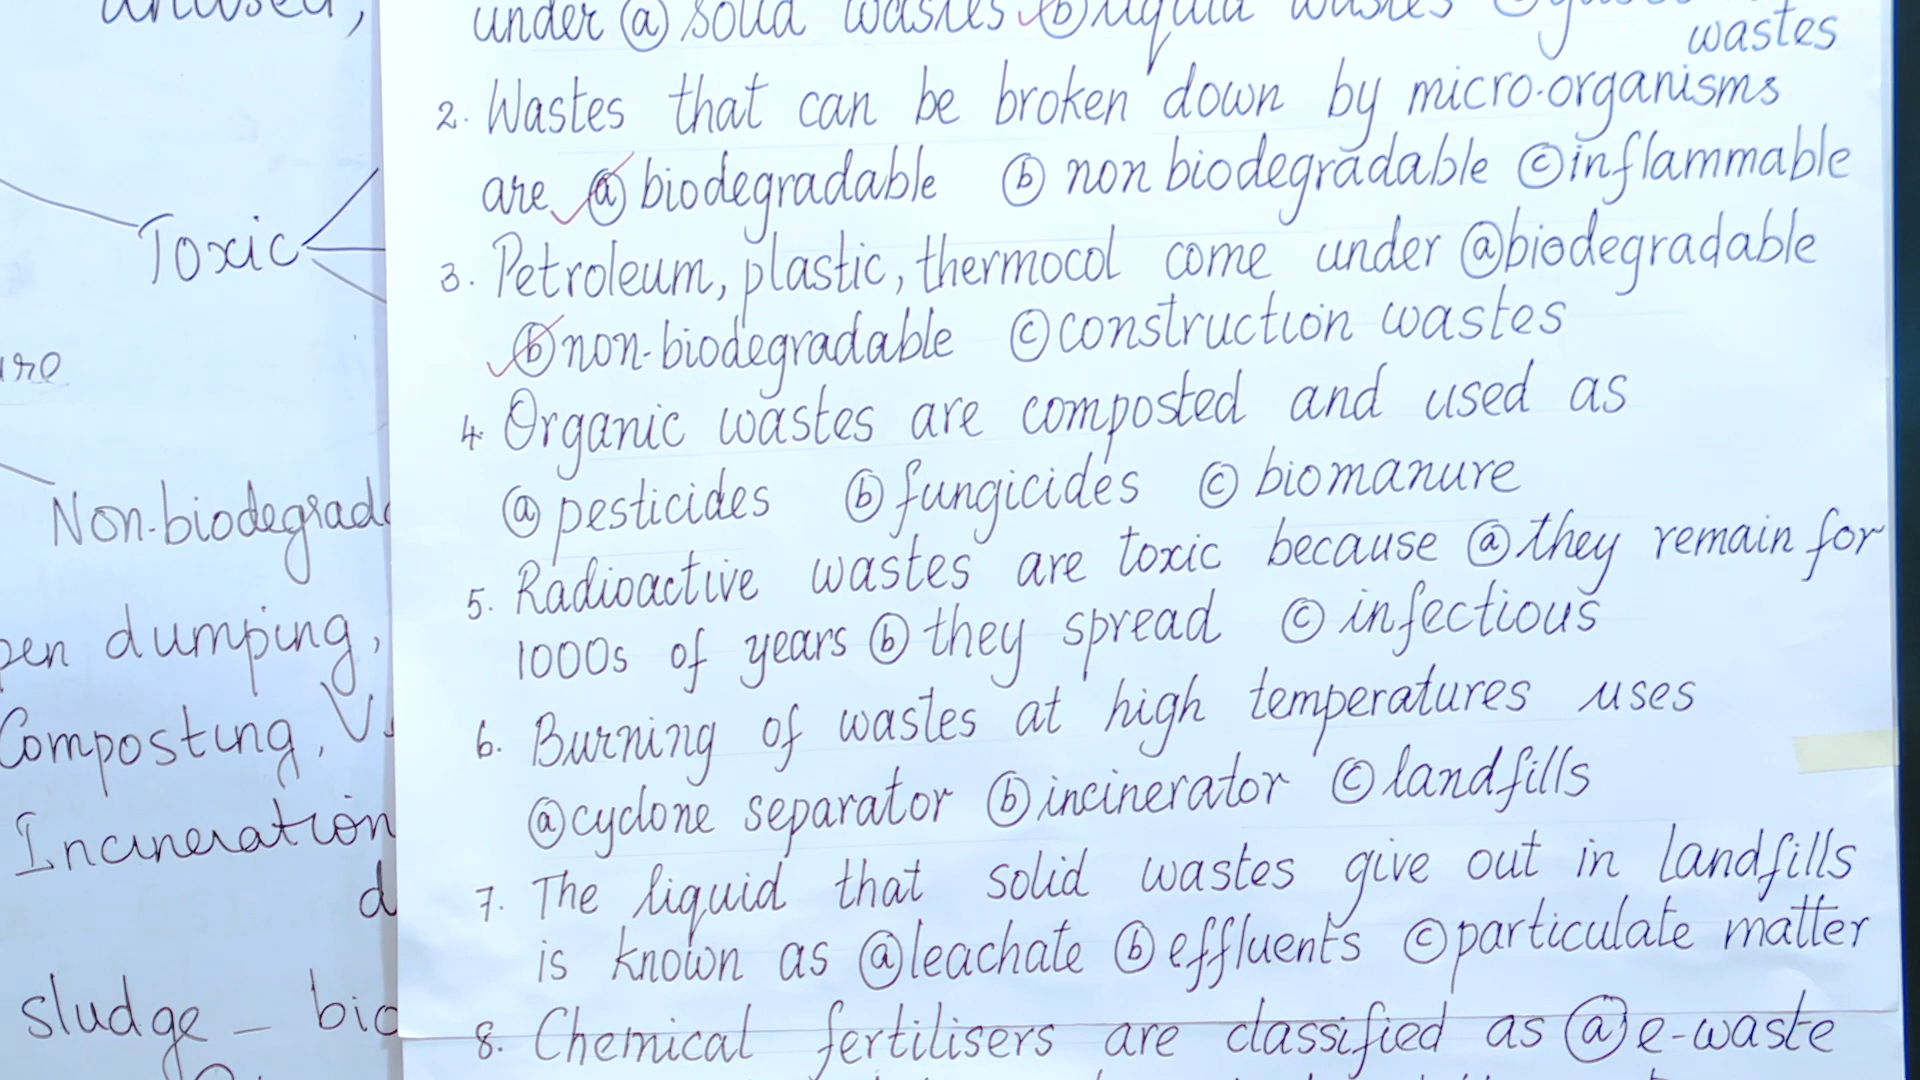 Toxic
Non-biodegrad
dumping,
Composting,
Incineration
d
sludge - bio
under ⓐ solid wastes ⓑ liquid wastes ⓒ
wastes
2. Wastes that can be broken down by micro-organisms
are ⓐ biodegradable ⓑ non biodegradable ⓒ inflammable
3. Petroleum, plastic, thermocol come under ⓐ biodegradable
ⓑ non-biodegradable ⓒ construction wastes
4. Organic wastes are composted and used as
ⓐ pesticides ⓑ fungicides ⓒ biomanure
5. Radioactive wastes are toxic because ⓐ they remain for
1000s of years ⓑ they spread ⓒ infectious
6. Burning of wastes at high temperatures uses
ⓐ cyclone separator ⓑ incinerator ⓒ landfills
7. The liquid that solid wastes give out in landfills
is known as ⓐ leachate ⓑ effluents ⓒ particulate matter
8. Chemical fertilisers are classified as ⓐ e-waste